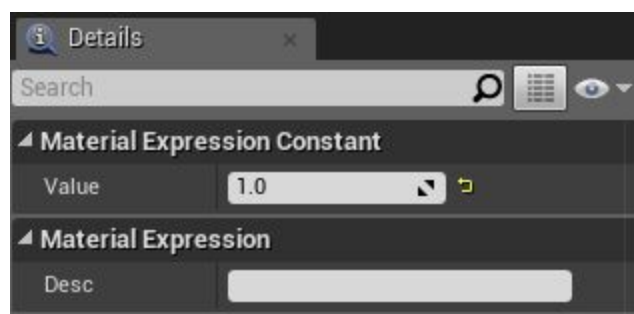 Details
Search
Material Expression Constant
Value 1.0
Material Expression
Desc